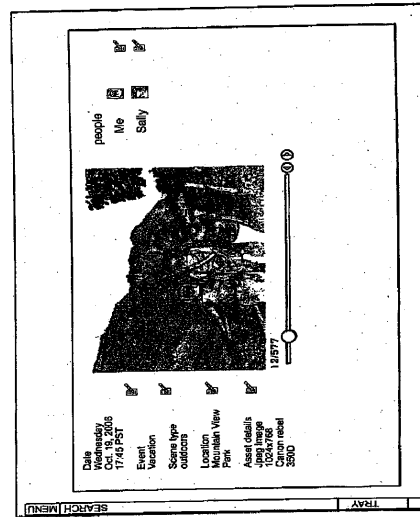 MENU
SEARCH
TRAY
Date
Wednesday
Oct. 19, 2006
17:45 PST
Event
Vacation
Scene type
outdoors
Location
Mountain View
Park
Asset details
Jpeg Image
1024x768
Canon rebel
350D
12/577
people
Me
Sally